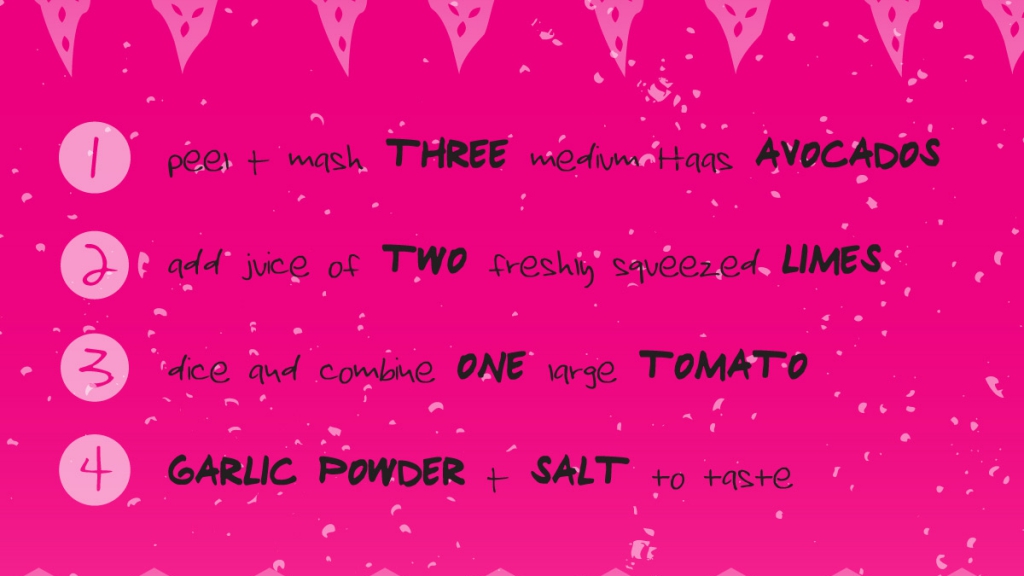 1 peel + mash THREE medium Haas AVOCADOS
2 add juice of TWO freshly squeezed LIMES
3 dice and combine ONE large TOMATO
4 GARLIC POWDER + SALT to taste